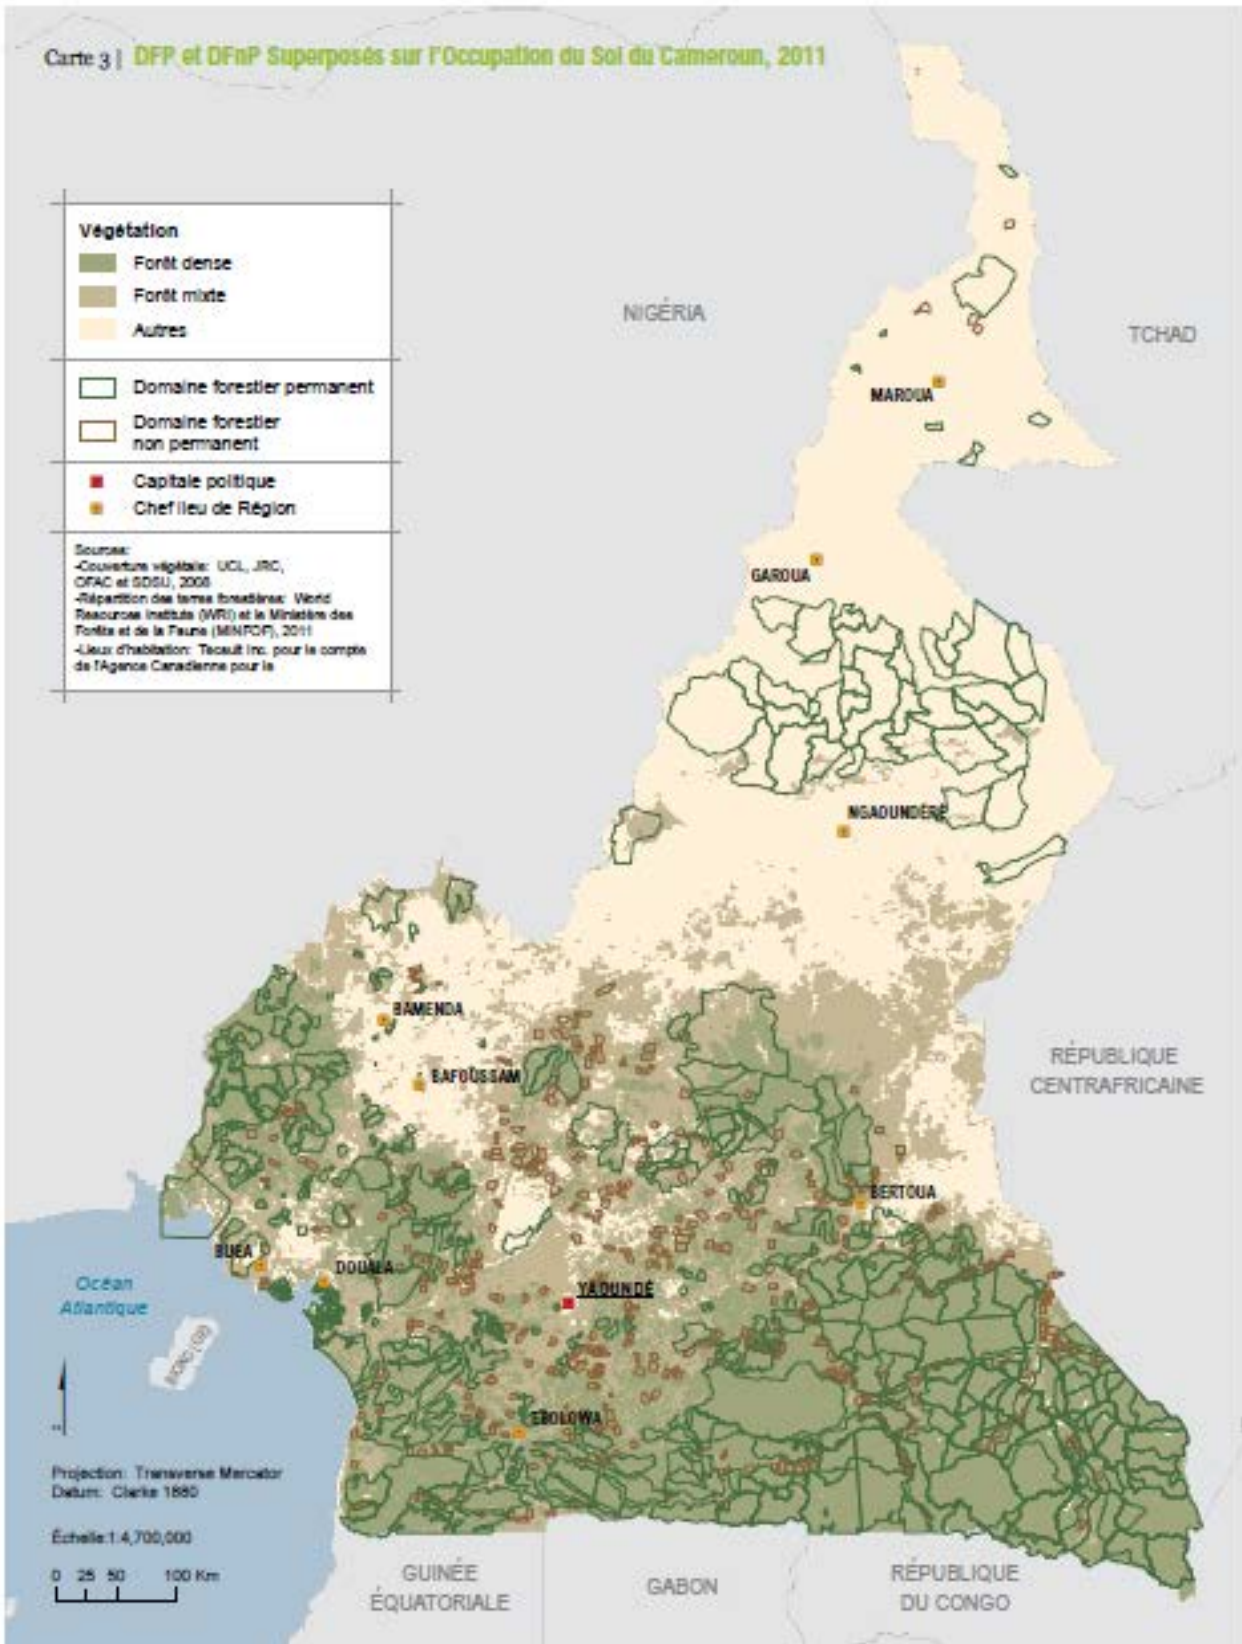 Carte 3 | DFP et DFnP Superposés sur l'Occupation du Sol du Cameroun, 2011
Végétation
Forêt dense
Forêt mixte
Autres
Domaine forestier permanent
Domaine forestier
non permanent
Capitale politique
Chef lieu de Région
Sources:
-Couverture végétale: UCL, JRC,
OFAC et SDSU, 2008
-Répartition des terres forestières: World
Resources Institute (WRI) et le Ministère des
Forêts et de la Faune (MINFOF), 2011
-Lieux d'habitation: Tecsult Inc. pour le compte
de l'Agence Canadienne pour le
NIGÉRIA
TCHAD
MAROUA
GAROUA
NGAOUNDÉRÉ
BAMENDA
BAFOUSSAM
RÉPUBLIQUE
CENTRAFRICAINE
BERTOUA
BUEA
DOUALA
YAOUNDÉ
Océan
Atlantique
EBOLOWA
Projection: Transverse Mercator
Datum: Clarke 1880
Échelle:1:4,700,000
0 25 50 100 Km
GUINÉE
ÉQUATORIALE
GABON
RÉPUBLIQUE
DU CONGO